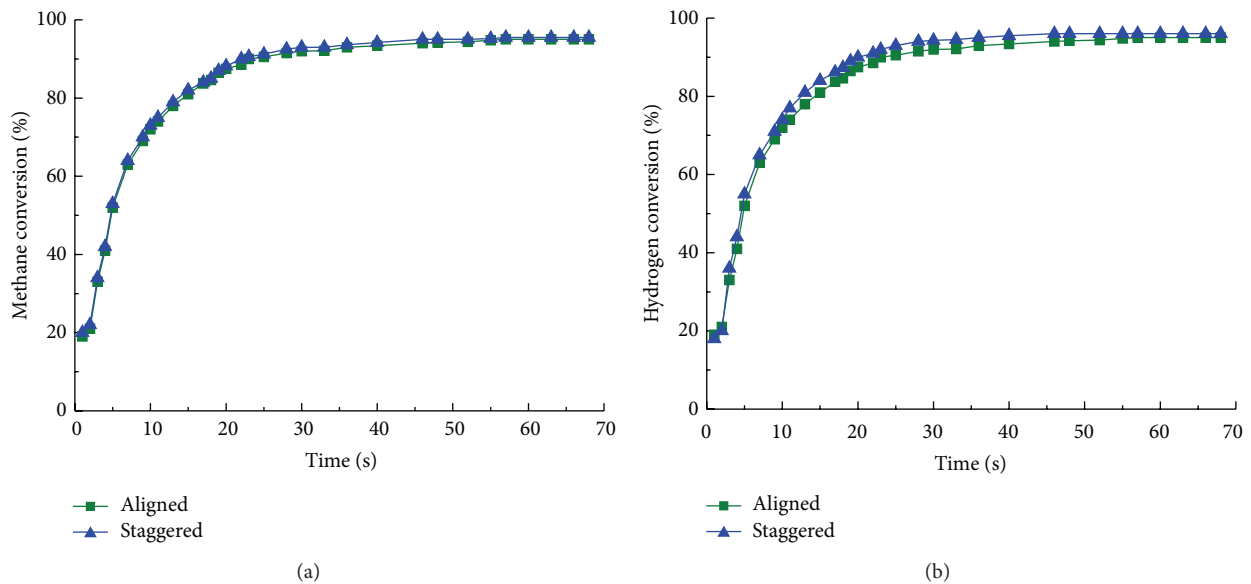 100
80
60
40
20
0
Methane conversion (%)
0 10 20 30 40 50 60 70
Time (s)
Aligned
Staggered
(a)
100
80
60
40
20
0
Hydrogen conversion (%)
0 10 20 30 40 50 60 70
Time (s)
Aligned
Staggered
(b)